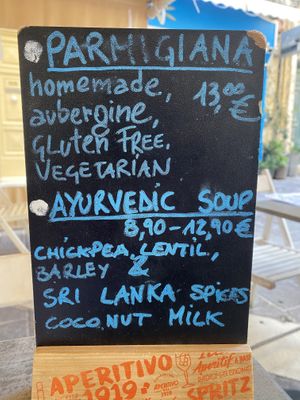 PARMIGIANA
homemade,
aubergine, 13,00
GLUTEN FREE, €
VEGETARIAN
AYURVEDIC SOUP
8,90-12,90€
CHICKPEA, LENTIL,
BARLEY &
SRI LANKA SPICES
COCONUT MILK
APERITIVO
1919
Aperitif
SPRITZ